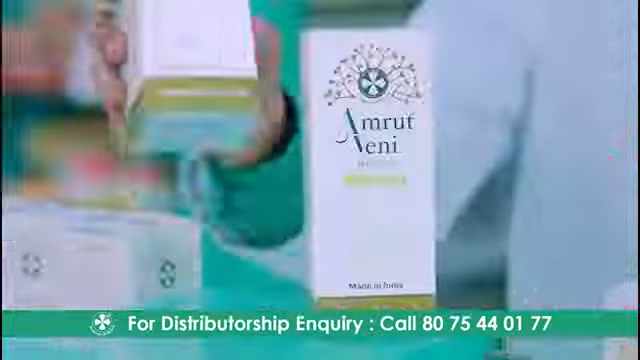 Amrut
Veni
Made in India
For Distributorship Enquiry : Call 80 75 44 01 77